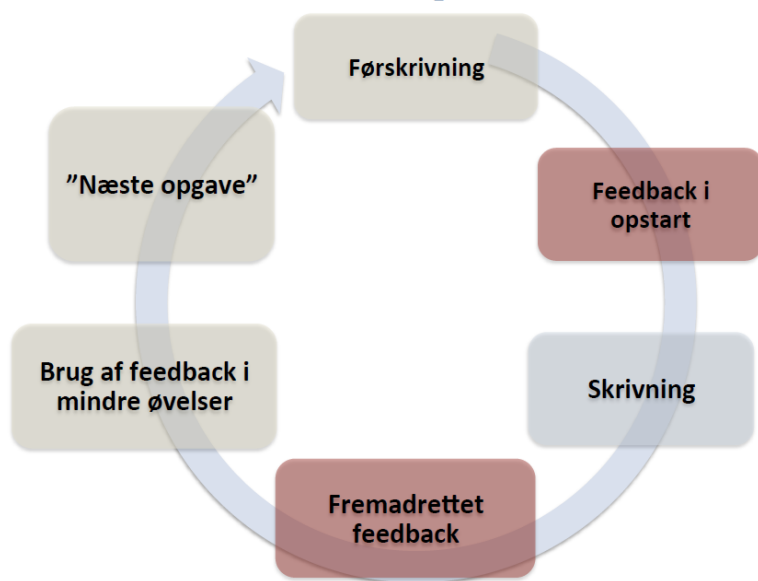 Førskrivning
Feedback i
opstart
Skrivning
Fremadrettet
feedback
Brug af feedback i
mindre øvelser
”Næste opgave”